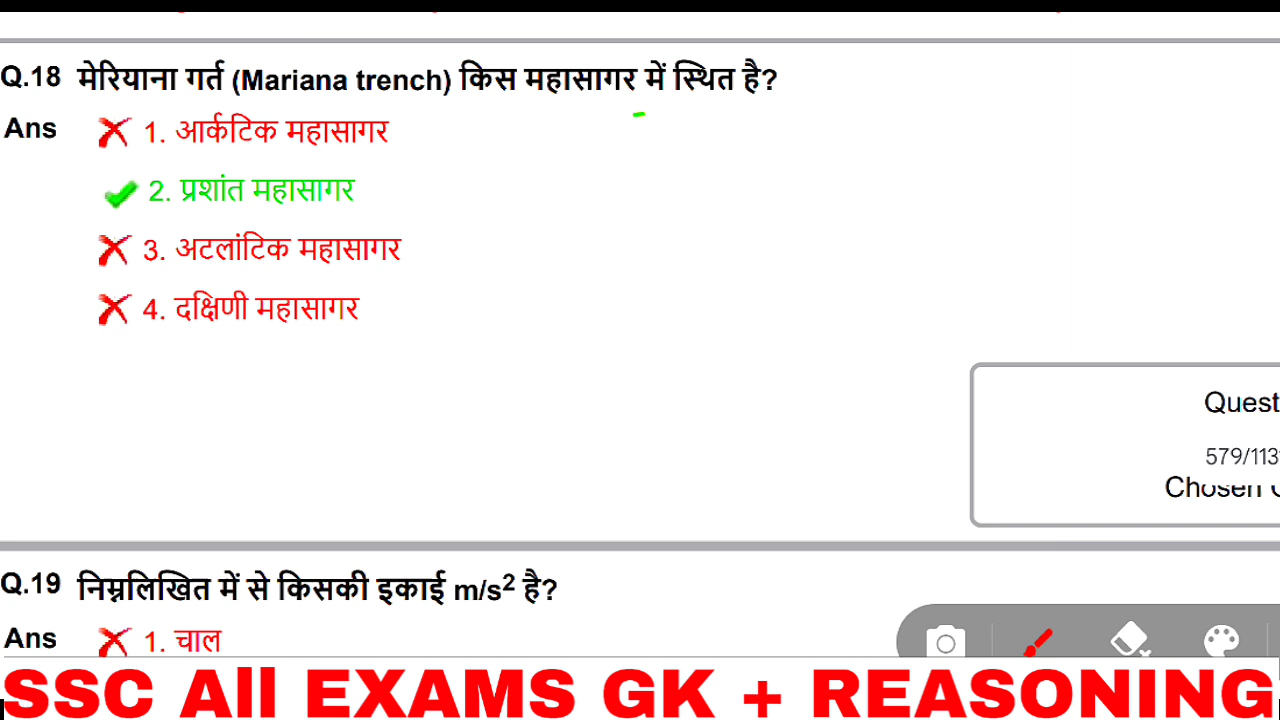 Q.18 मेरियाना गर्त (Mariana trench) किस महासागर में स्थित है?
Ans 1. आर्कटिक महासागर
2. प्रशांत महासागर
3. अटलांटिक महासागर
4. दक्षिणी महासागर
Quest
579/113
Chosen
Q.19 निम्नलिखित में से किसकी इकाई m/s² है?
Ans 1. चाल
SSC All EXAMS GK + REASONING